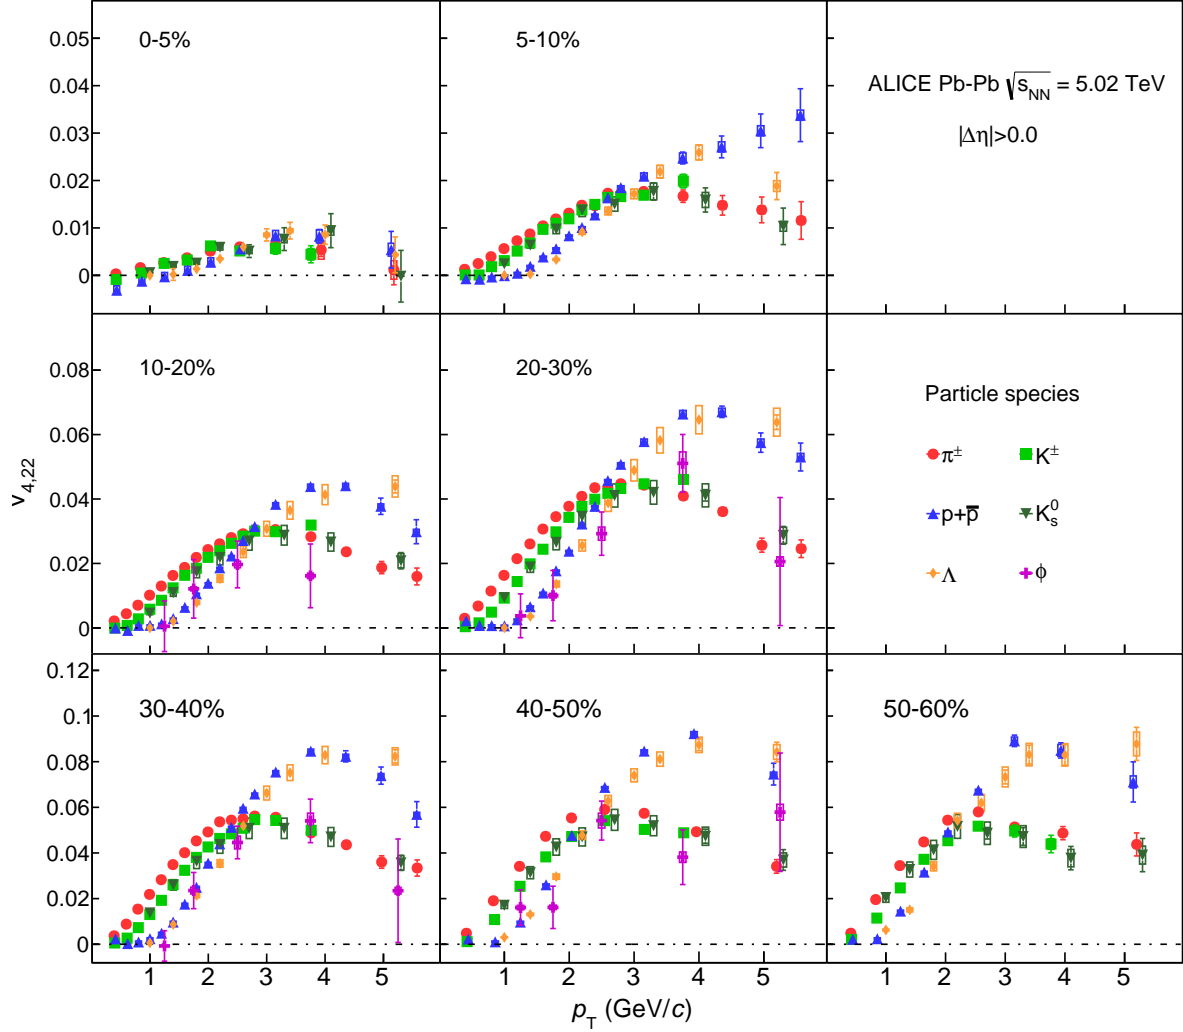 0-5%
5-10%
ALICE Pb-Pb √s_NN = 5.02 TeV
|Δη|>0.0
0.05
0.04
0.03
0.02
0.01
0
10-20%
20-30%
Particle species
π±
K±
p+p̅
K⁰ₛ
Λ
ϕ
0.08
0.06
0.04
0.02
0
v4,22
30-40%
40-50%
50-60%
0.12
0.1
0.08
0.06
0.04
0.02
0
1 2 3 4 5 1 2 3 4 5 1 2 3 4 5
p_T (GeV/c)